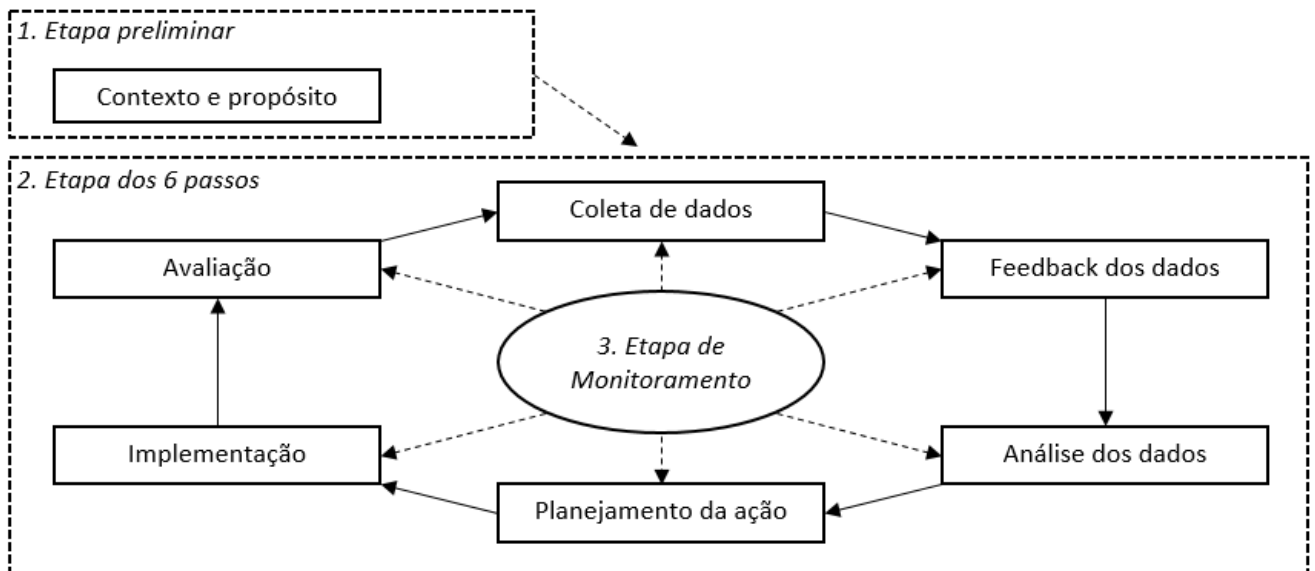 1. Etapa preliminar
Contexto e propósito
2. Etapa dos 6 passos
Coleta de dados
Avaliação
Feedback dos dados
3. Etapa de
Monitoramento
Implementação
Análise dos dados
Planejamento da ação